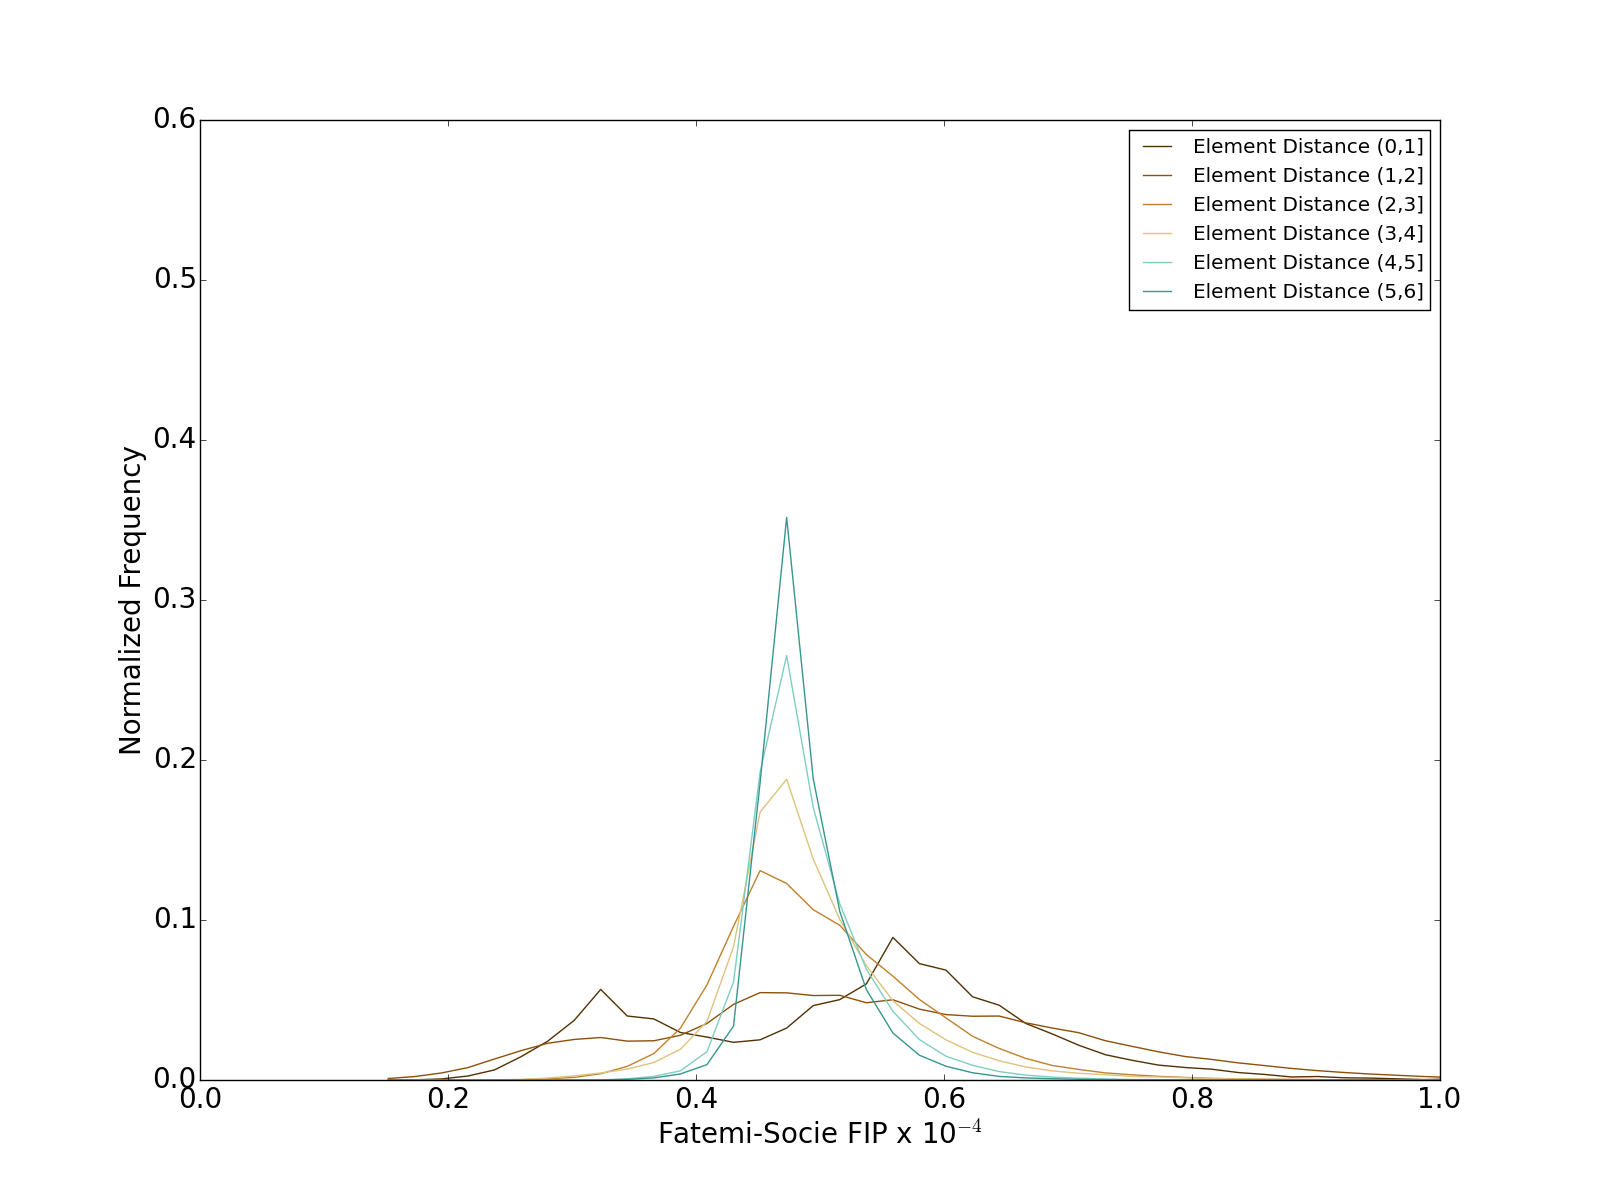 0.6
0.5
0.4
0.3
0.2
0.1
0.0
Normalized Frequency
Element Distance (0,1]
Element Distance (1,2]
Element Distance (2,3]
Element Distance (3,4]
Element Distance (4,5]
Element Distance (5,6]
0.0 0.2 0.4 0.6 0.8 1.0
Fatemi-Socie FIP x 10⁻⁴